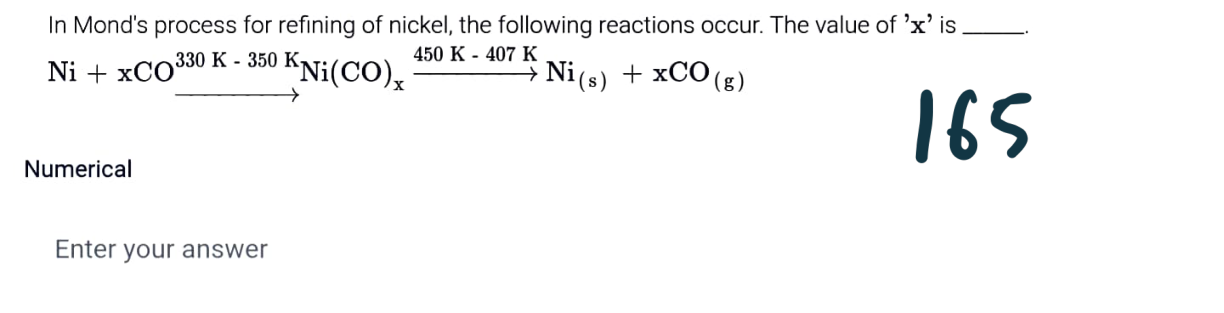 In Mond's process for refining of nickel, the following reactions occur. The value of 'x' is ______.
Ni + xCO 330 K - 350 K → Ni(CO)ₓ 450 K - 407 K → Ni(s) + xCO(g)
165
Numerical
Enter your answer